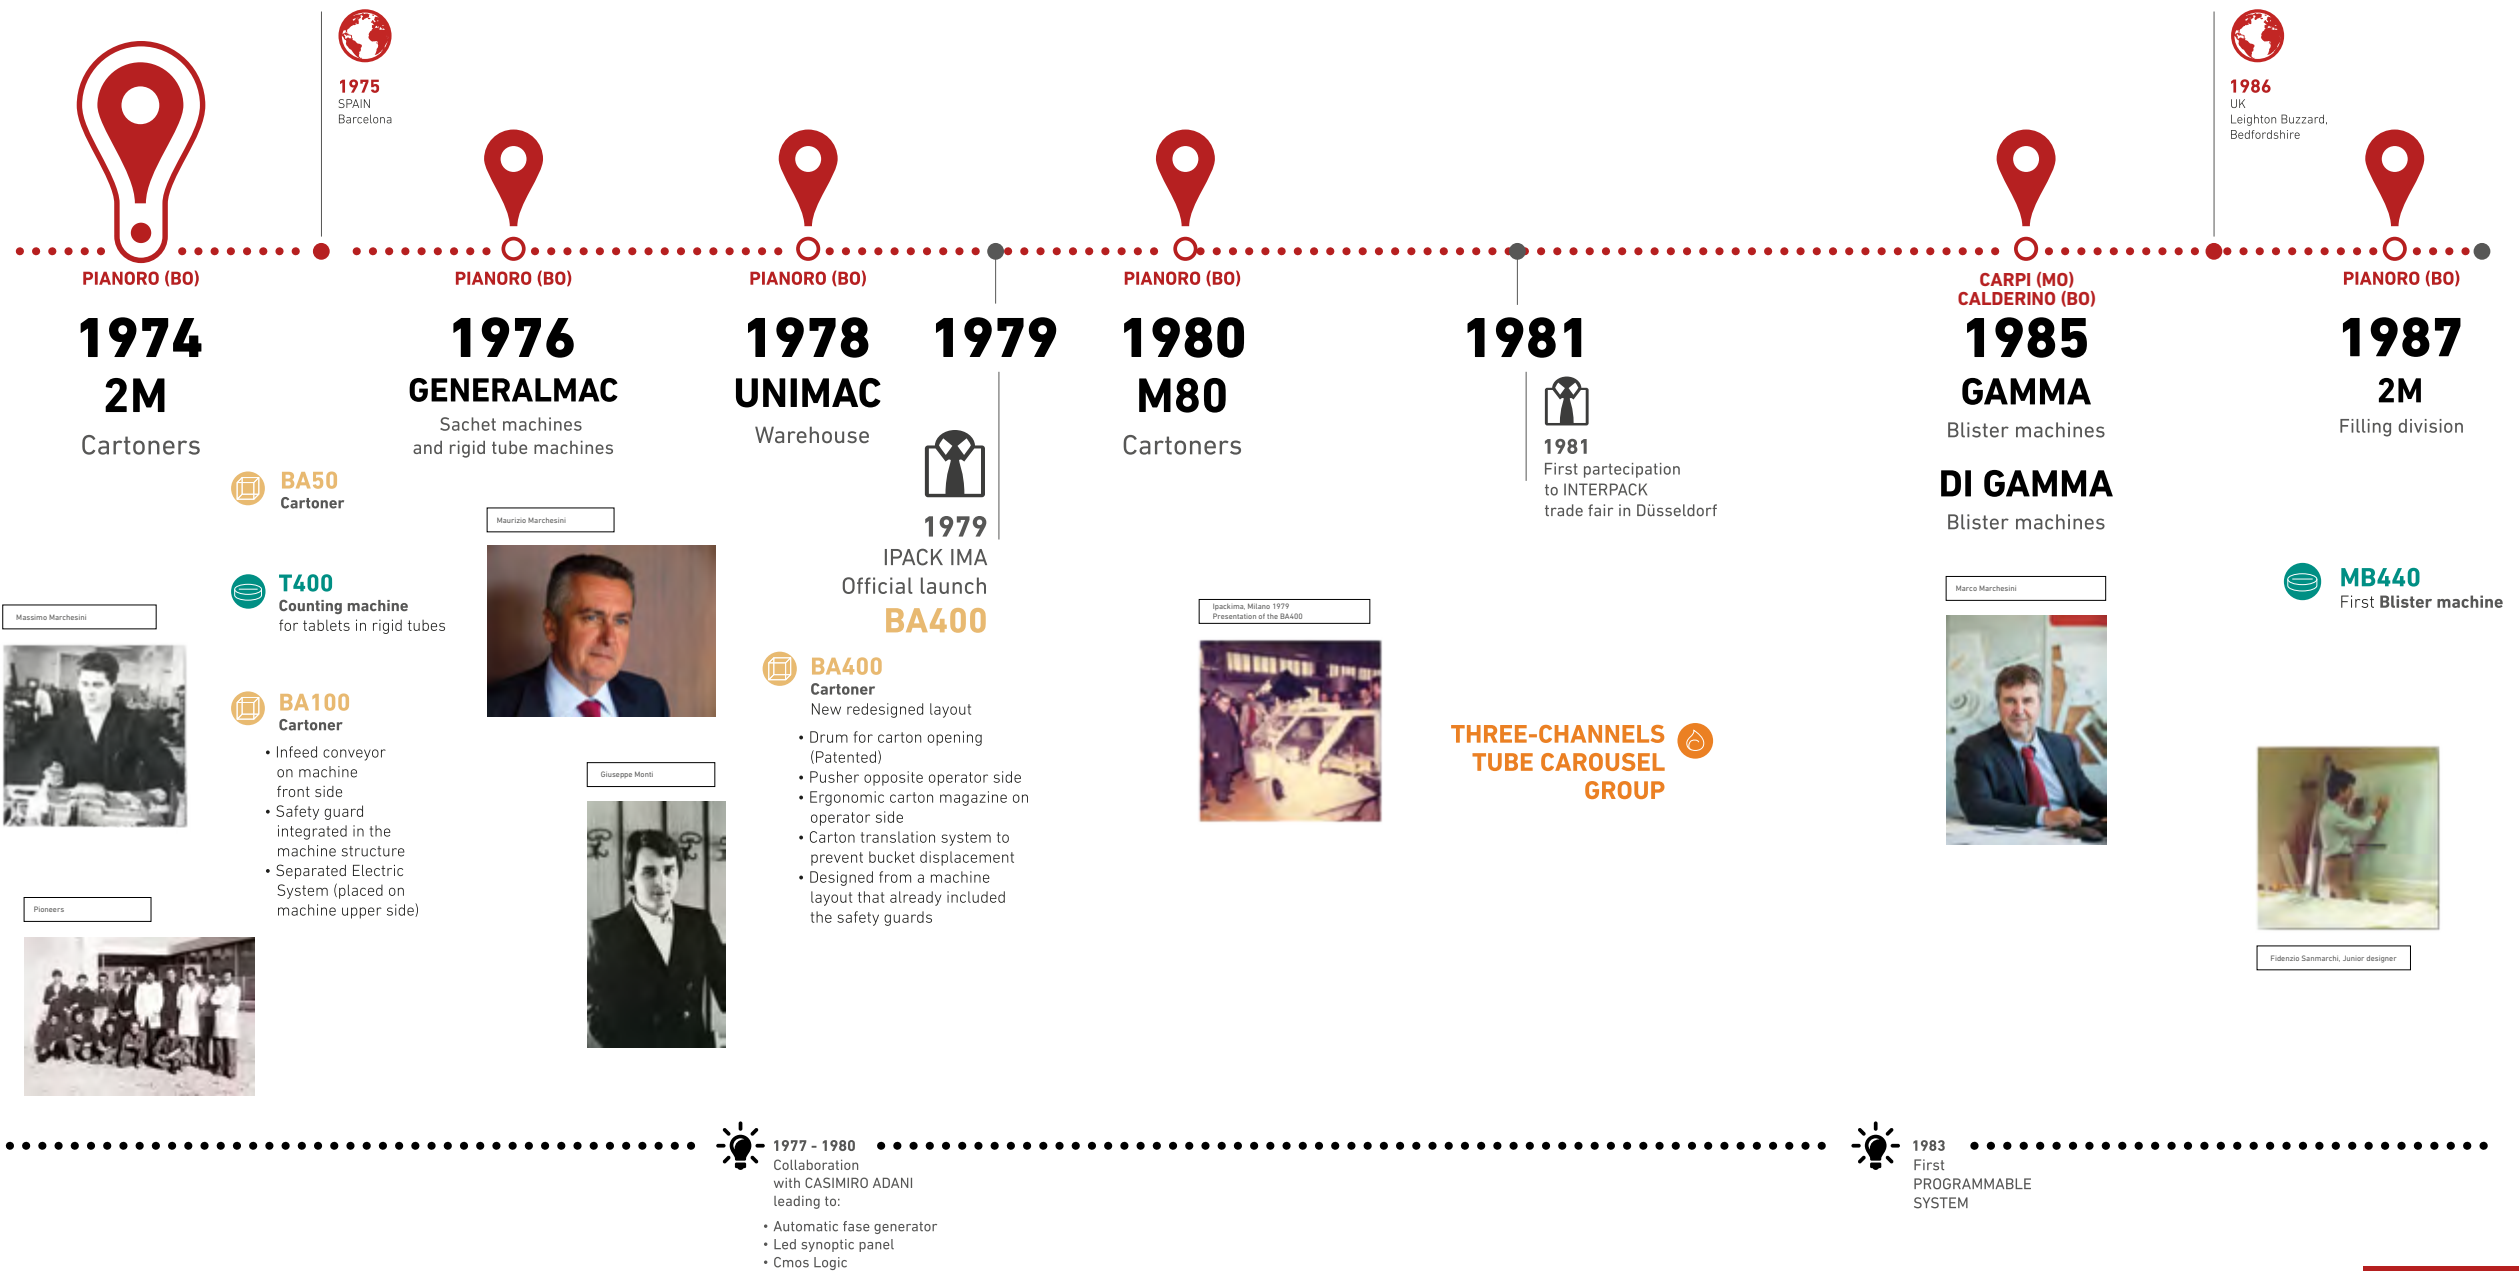 1975
SPAIN
Barcelona
1986
UK
Leighton Buzzard,
Bedfordshire
PIANORO (BO)
1974
2M
Cartoners
BA50
Cartoner
T400
Counting machine
for tablets in rigid tubes
BA100
Cartoner
• Infeed conveyor
on machine
front side
• Safety guard
integrated in the
machine structure
• Separated Electric
System (placed on
machine upper side)
Massimo Marchesini
Pioneers
PIANORO (BO)
1976
GENERALMAC
Sachet machines
and rigid tube machines
Maurizio Marchesini
Giuseppe Monti
PIANORO (BO)
1978
UNIMAC
Warehouse
1979
1979
IPACK IMA
Official launch
BA400
BA400
Cartoner
New redesigned layout
• Drum for carton opening
(Patented)
• Pusher opposite operator side
• Ergonomic carton magazine on
operator side
• Carton translation system to
prevent bucket displacement
• Designed from a machine
layout that already included
the safety guards
PIANORO (BO)
1980
M80
Cartoners
Ipackima, Milano 1979
Presentation of the BA400
1981
1981
First partecipation
to INTERPACK
trade fair in Düsseldorf
THREE-CHANNELS
TUBE CAROUSEL
GROUP
CARPI (MO)
CALDERINO (BO)
1985
GAMMA
Blister machines
DI GAMMA
Blister machines
Marco Marchesini
PIANORO (BO)
1987
2M
Filling division
MB440
First Blister machine
Fidenzio Sanmarchi, Junior designer
1977 - 1980
Collaboration
with CASIMIRO ADANI
leading to:
• Automatic fase generator
• Led synoptic panel
• Cmos Logic
1983
First
PROGRAMMABLE
SYSTEM